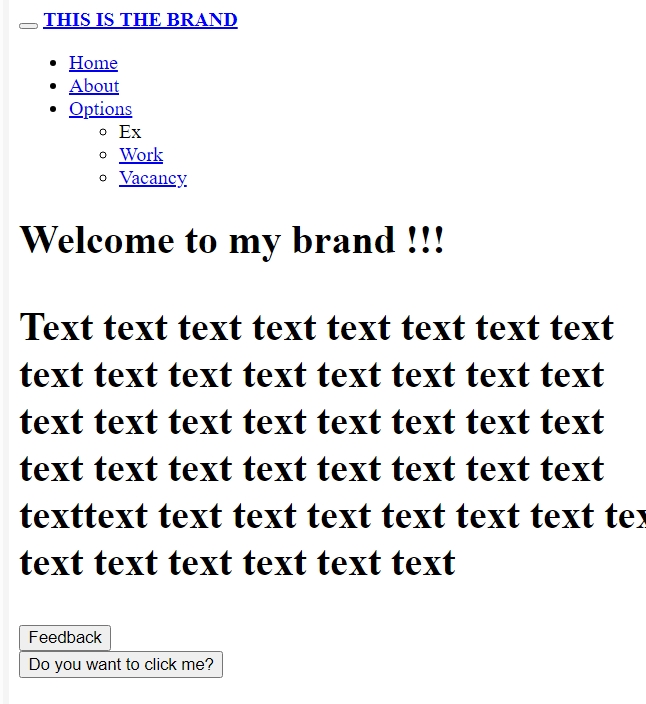 THIS IS THE BRAND
Home
About
Options
Ex
Work
Vacancy
Welcome to my brand !!!
Text text text text text text text text
text text text text text text text text
text text text text text text text text
text text text text text text text text
texttext text text text text text text
text text text text text text
Feedback
Do you want to click me?